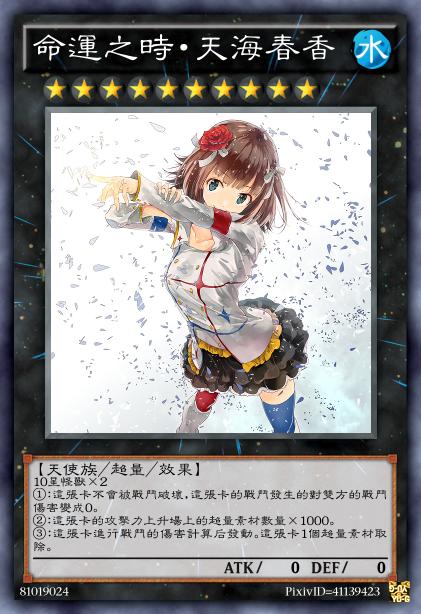 命運之時·天海春香
水
【天使族/超量/效果】
10星怪獸×2
①:這張卡不會被戰鬥破壞,這張卡的戰鬥發生的對雙方的戰鬥
傷害變成0。
②:這張卡的攻擊力上升場上的超量素材數量×1000。
③:這張卡進行戰鬥的傷害計算后發動。這張卡1個超量素材取
除。
ATK/ 0 DEF/ 0
81019024
PixivID=41139423